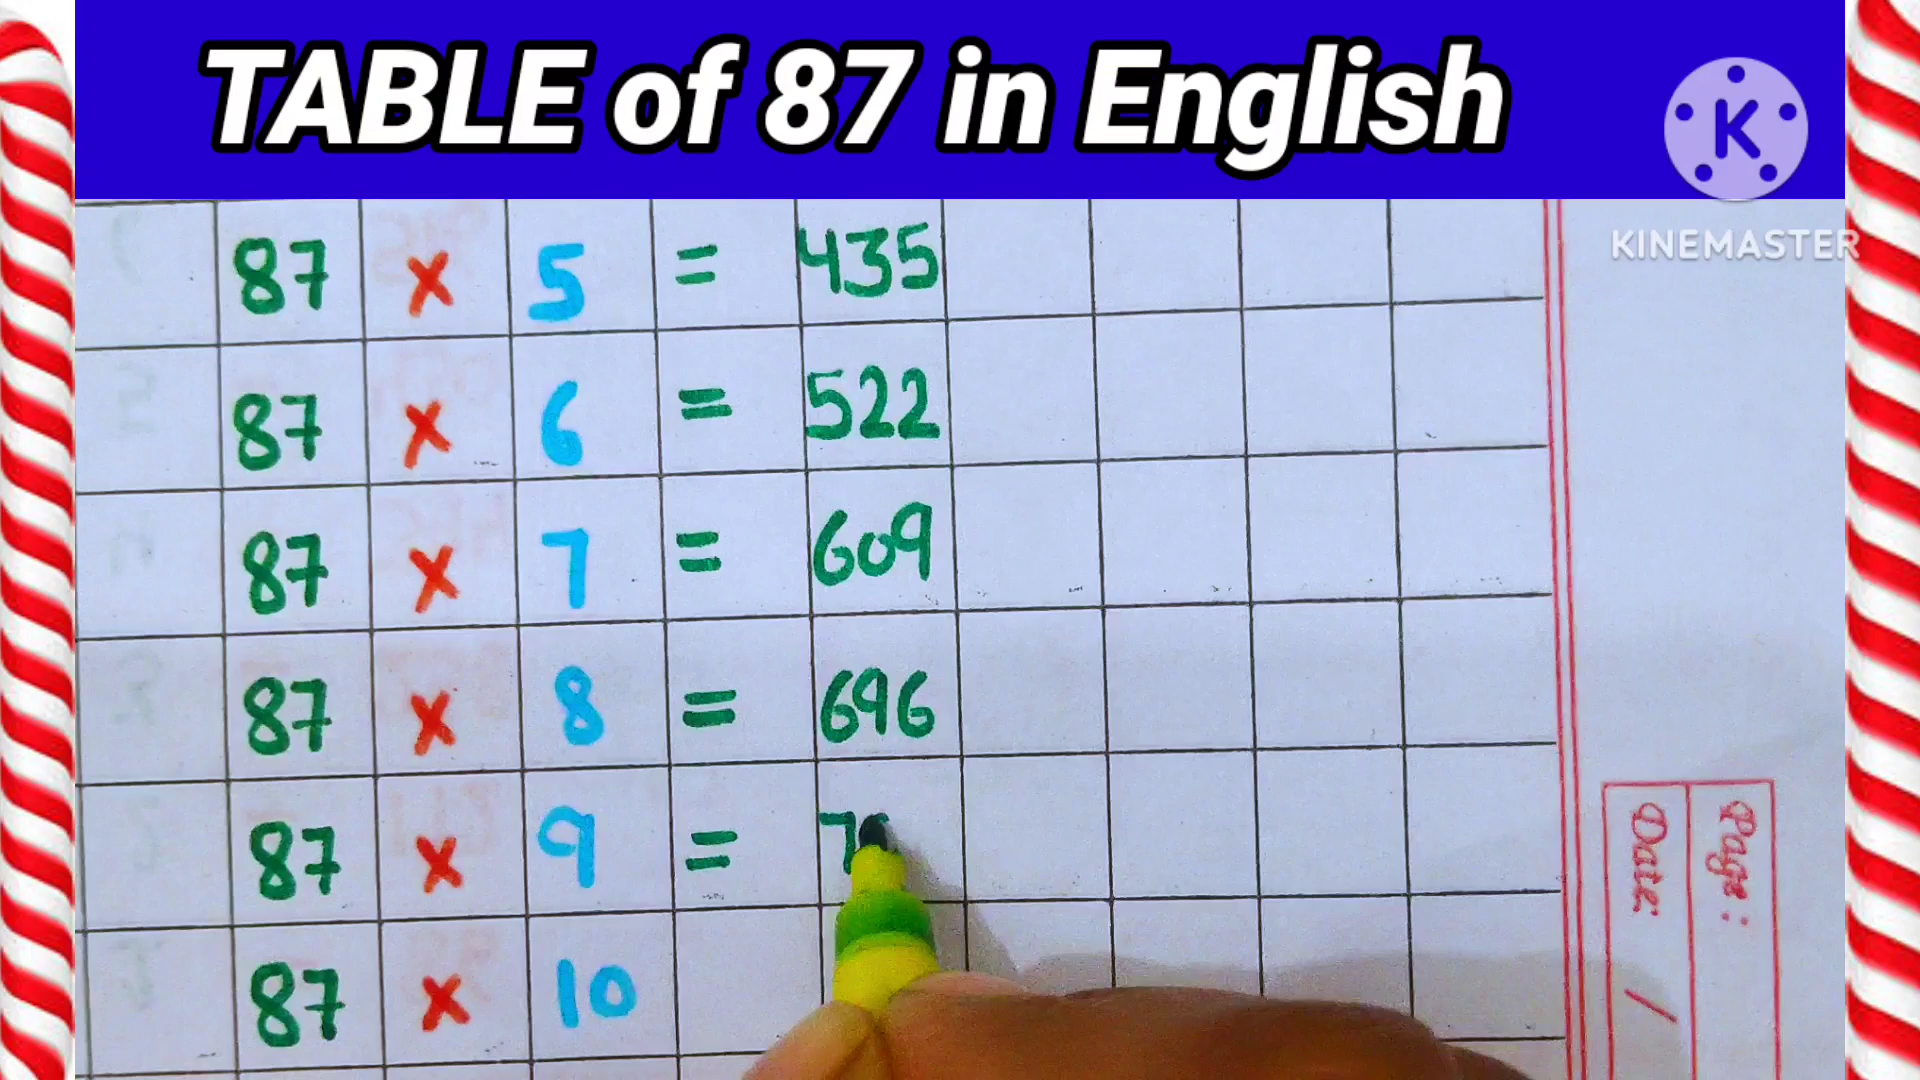 TABLE of 87 in English
K
KINEMASTER
87 × 5 = 435
87 × 6 = 522
87 × 7 = 609
87 × 8 = 696
87 × 9 = 7
87 × 10
Page:
Date: /